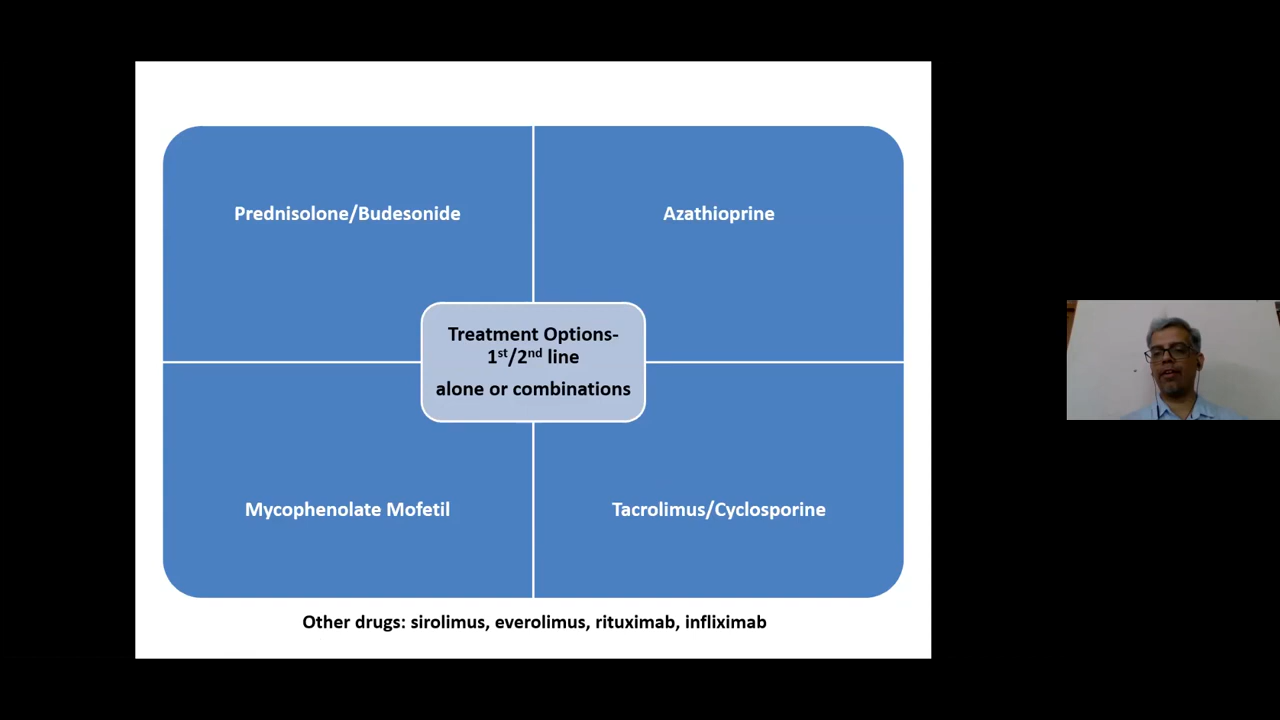 Prednisolone/Budesonide
Azathioprine
Treatment Options-
1st/2nd line
alone or combinations
Mycophenolate Mofetil
Tacrolimus/Cyclosporine
Other drugs: sirolimus, everolimus, rituximab, infliximab